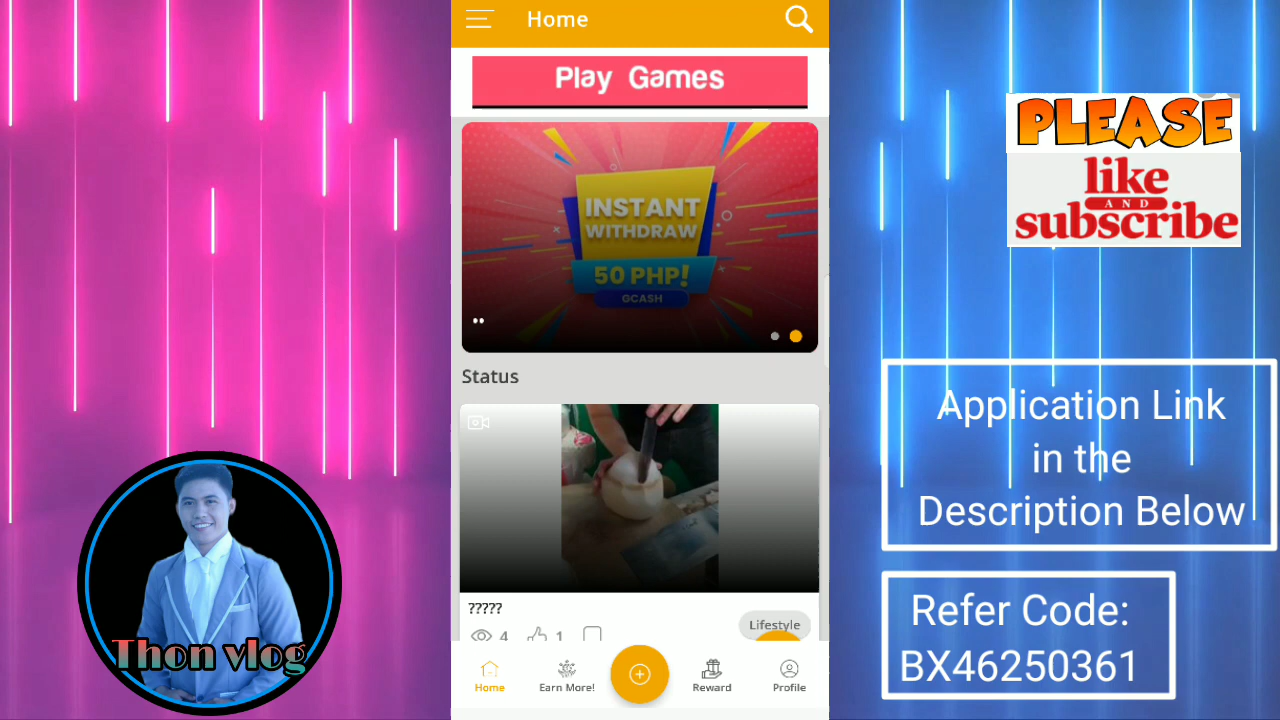 Home
Play Games
INSTANT
WITHDRAW
50 PHP!
GCASH
Status
?????
4
1
Lifestyle
Home
Earn More!
Reward
Profile
Thon vlog
PLEASE
like
AND
subscribe
Application Link
in the
Description Below
Refer Code:
BX46250361